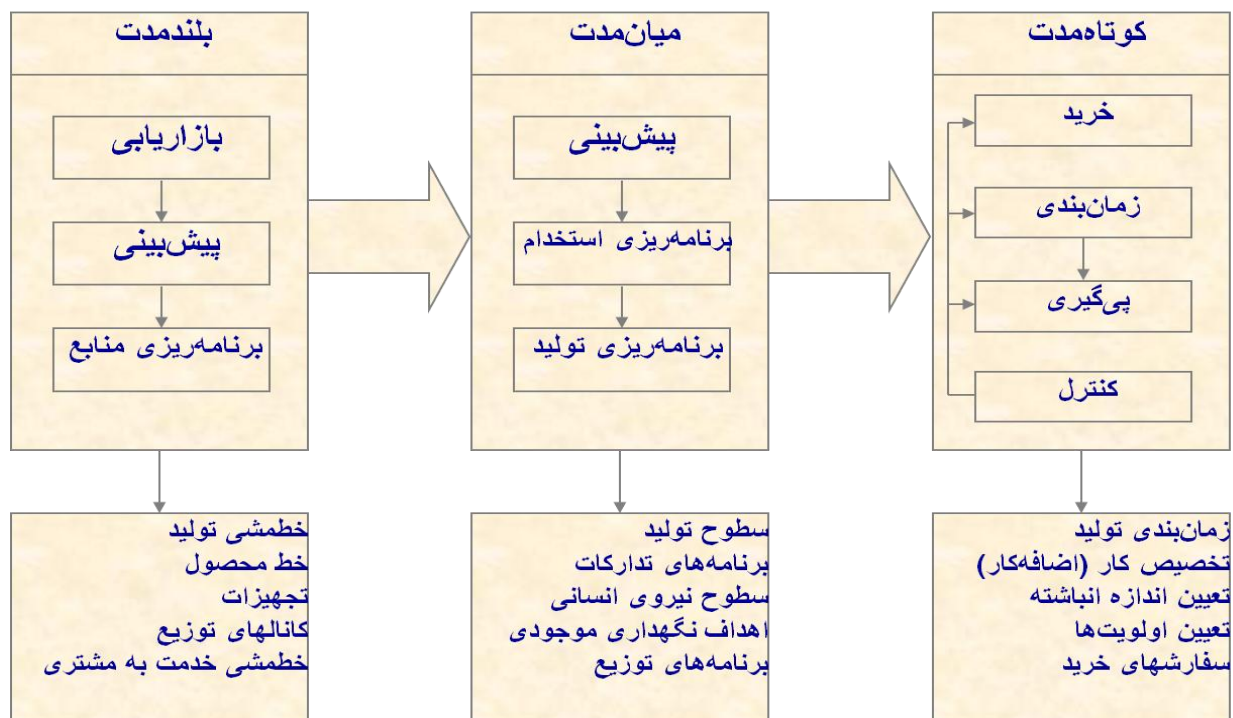 بلندمدت
بازاریابی
پیش‌بینی
برنامه‌ریزی منابع
خطمشی تولید
خط محصول
تجهیزات
کانالهای توزیع
خطمشی خدمت به مشتری
میان‌مدت
پیش‌بینی
برنامه‌ریزی استخدام
برنامه‌ریزی تولید
سطوح تولید
برنامه‌های تدارکات
سطوح نیروی انسانی
اهداف نگهداری موجودی
برنامه‌های توزیع
کوتاه‌مدت
خرید
زمان‌بندی
پی‌گیری
کنترل
زمان‌بندی تولید
تخصیص کار (اضافه‌کار)
تعیین اندازه انباشته
تعیین اولویت‌ها
سفارشهای خرید